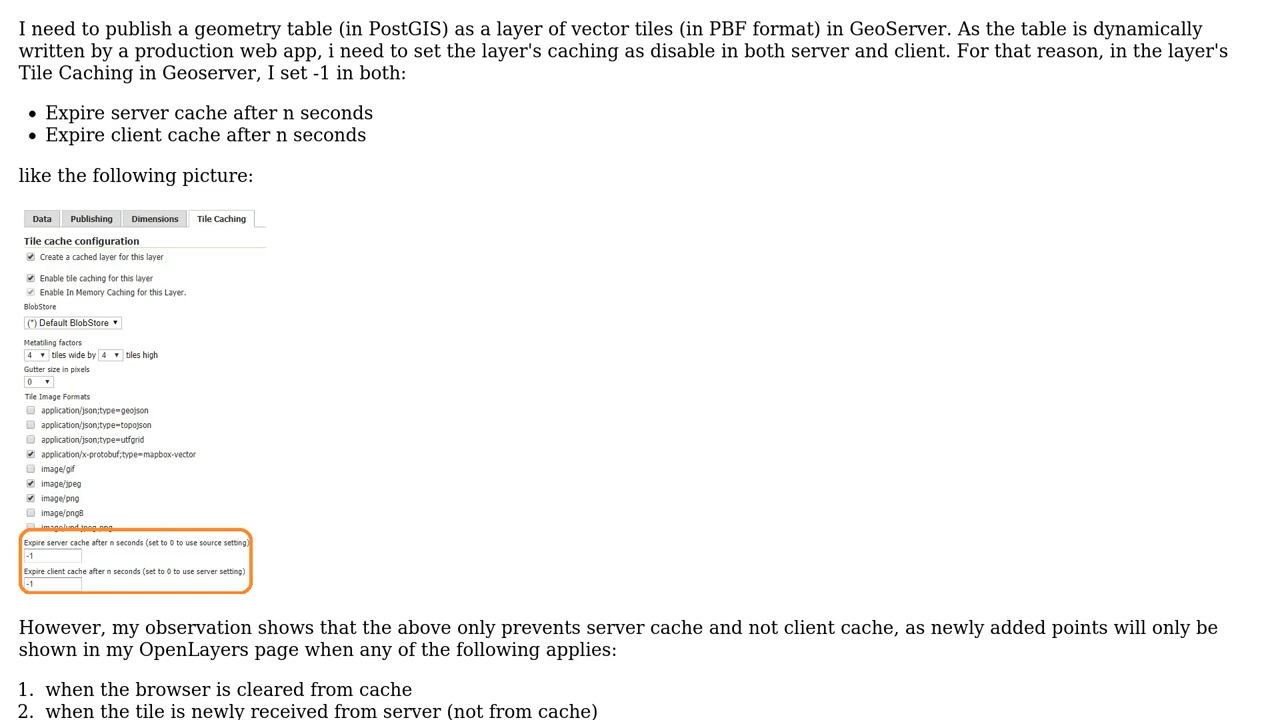 I need to publish a geometry table (in PostGIS) as a layer of vector tiles (in PBF format) in GeoServer. As the table is dynamically
written by a production web app, i need to set the layer's caching as disable in both server and client. For that reason, in the layer's
Tile Caching in Geoserver, I set -1 in both:
• Expire server cache after n seconds
• Expire client cache after n seconds
like the following picture:
Data Publishing Dimensions Tile Caching
Tile cache configuration
Create a cached layer for this layer
Enable tile caching for this layer
Enable In Memory Caching for this Layer.
BlobStore
(*) Default BlobStore
Metatiling factors
4 tiles wide by 4 tiles high
Gutter size in pixels
0
Tile Image Formats
application/json;type=geojson
application/json;type=topojson
application/json;type=utfgrid
application/x-protobuf;type=mapbox-vector
image/gif
image/jpeg
image/png
image/png8
image/vnd.jpeg-png
Expire server cache after n seconds (set to 0 to use source setting)
-1
Expire client cache after n seconds (set to 0 to use server setting)
-1
However, my observation shows that the above only prevents server cache and not client cache, as newly added points will only be
shown in my OpenLayers page when any of the following applies:
1. when the browser is cleared from cache
2. when the tile is newly received from server (not from cache)